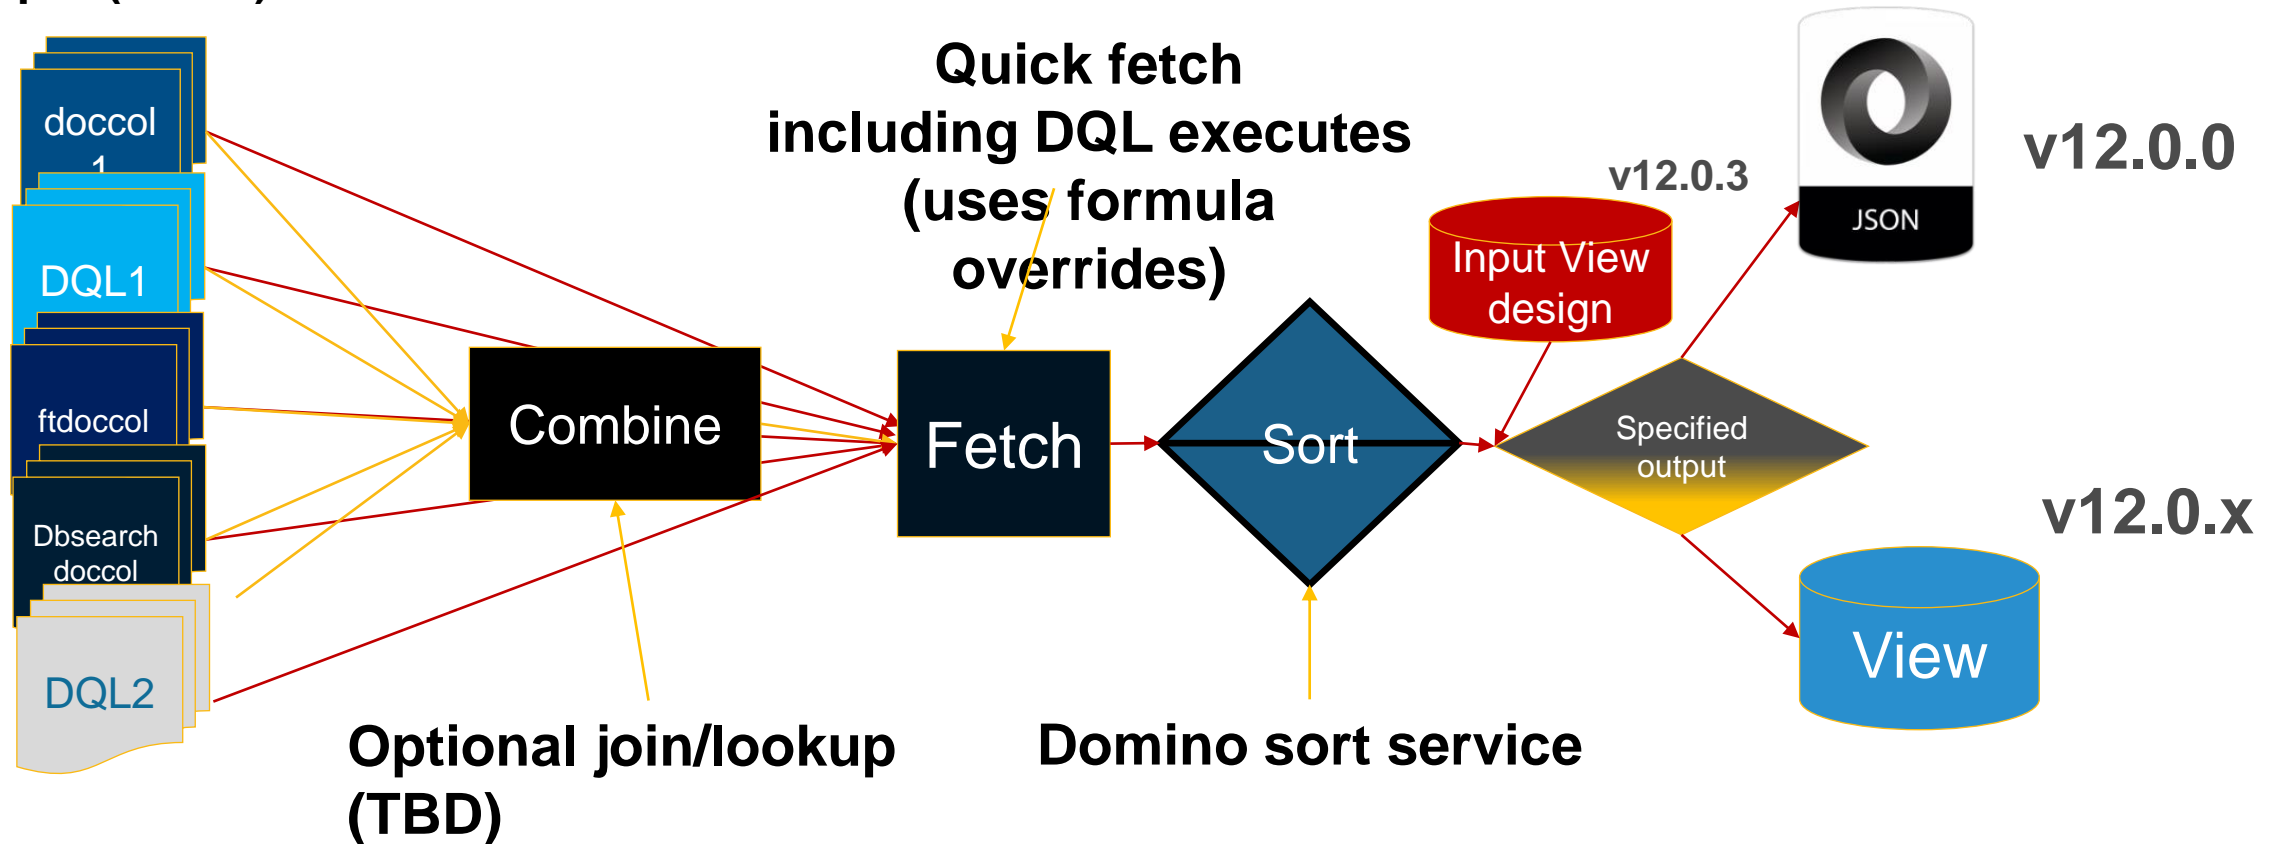 doccol
1
DQL1
ftdoccol
Dbsearch
doccol
DQL2
Combine
Optional join/lookup
(TBD)
Quick fetch
including DQL executes
(uses formula
overrides)
Fetch
Sort
Domino sort service
v12.0.3
Input View
design
Specified
output
JSON
v12.0.0
v12.0.x
View